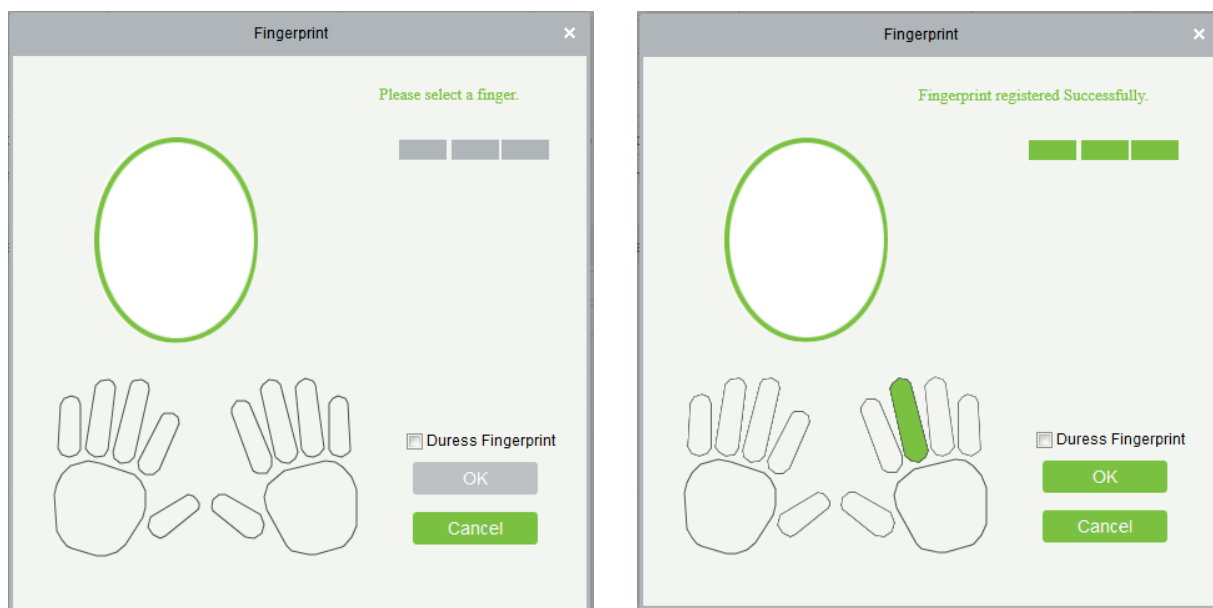 Fingerprint
Please select a finger.
Duress Fingerprint
OK
Cancel
Fingerprint
Fingerprint registered Successfully.
Duress Fingerprint
OK
Cancel